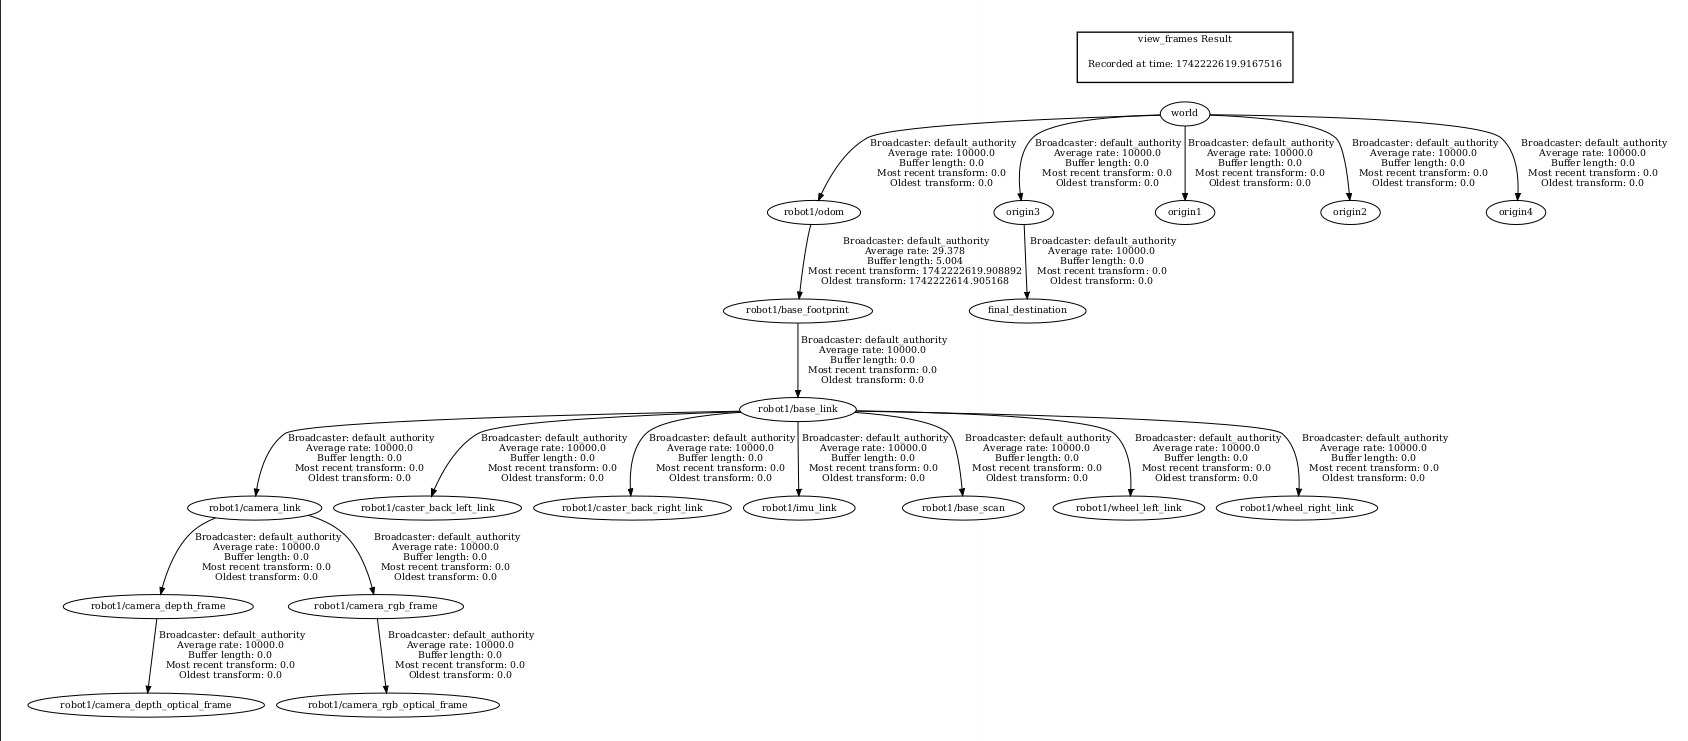 view_frames Result
Recorded at time: 1742222619.9167516
world
Broadcaster: default_authority
Average rate: 10000.0
Buffer length: 0.0
Most recent transform: 0.0
Oldest transform: 0.0
Broadcaster: default_authority
Average rate: 10000.0
Buffer length: 0.0
Most recent transform: 0.0
Oldest transform: 0.0
Broadcaster: default_authority
Average rate: 10000.0
Buffer length: 0.0
Most recent transform: 0.0
Oldest transform: 0.0
Broadcaster: default_authority
Average rate: 10000.0
Buffer length: 0.0
Most recent transform: 0.0
Oldest transform: 0.0
Broadcaster: default_authority
Average rate: 10000.0
Buffer length: 0.0
Most recent transform: 0.0
Oldest transform: 0.0
robot1/odom
origin3
origin1
origin2
origin4
Broadcaster: default_authority
Average rate: 29.378
Buffer length: 5.004
Most recent transform: 1742222619.908892
Oldest transform: 1742222614.905168
Broadcaster: default_authority
Average rate: 10000.0
Buffer length: 0.0
Most recent transform: 0.0
Oldest transform: 0.0
robot1/base_footprint
final_destination
Broadcaster: default_authority
Average rate: 10000.0
Buffer length: 0.0
Most recent transform: 0.0
Oldest transform: 0.0
robot1/base_link
Broadcaster: default_authority
Average rate: 10000.0
Buffer length: 0.0
Most recent transform: 0.0
Oldest transform: 0.0
Broadcaster: default_authority
Average rate: 10000.0
Buffer length: 0.0
Most recent transform: 0.0
Oldest transform: 0.0
Broadcaster: default_authority
Average rate: 10000.0
Buffer length: 0.0
Most recent transform: 0.0
Oldest transform: 0.0
Broadcaster: default_authority
Average rate: 10000.0
Buffer length: 0.0
Most recent transform: 0.0
Oldest transform: 0.0
Broadcaster: default_authority
Average rate: 10000.0
Buffer length: 0.0
Most recent transform: 0.0
Oldest transform: 0.0
Broadcaster: default_authority
Average rate: 10000.0
Buffer length: 0.0
Most recent transform: 0.0
Oldest transform: 0.0
Broadcaster: default_authority
Average rate: 10000.0
Buffer length: 0.0
Most recent transform: 0.0
Oldest transform: 0.0
robot1/camera_link
robot1/caster_back_left_link
robot1/caster_back_right_link
robot1/imu_link
robot1/base_scan
robot1/wheel_left_link
robot1/wheel_right_link
Broadcaster: default_authority
Average rate: 10000.0
Buffer length: 0.0
Most recent transform: 0.0
Oldest transform: 0.0
Broadcaster: default_authority
Average rate: 10000.0
Buffer length: 0.0
Most recent transform: 0.0
Oldest transform: 0.0
robot1/camera_depth_frame
robot1/camera_rgb_frame
Broadcaster: default_authority
Average rate: 10000.0
Buffer length: 0.0
Most recent transform: 0.0
Oldest transform: 0.0
Broadcaster: default_authority
Average rate: 10000.0
Buffer length: 0.0
Most recent transform: 0.0
Oldest transform: 0.0
robot1/camera_depth_optical_frame
robot1/camera_rgb_optical_frame